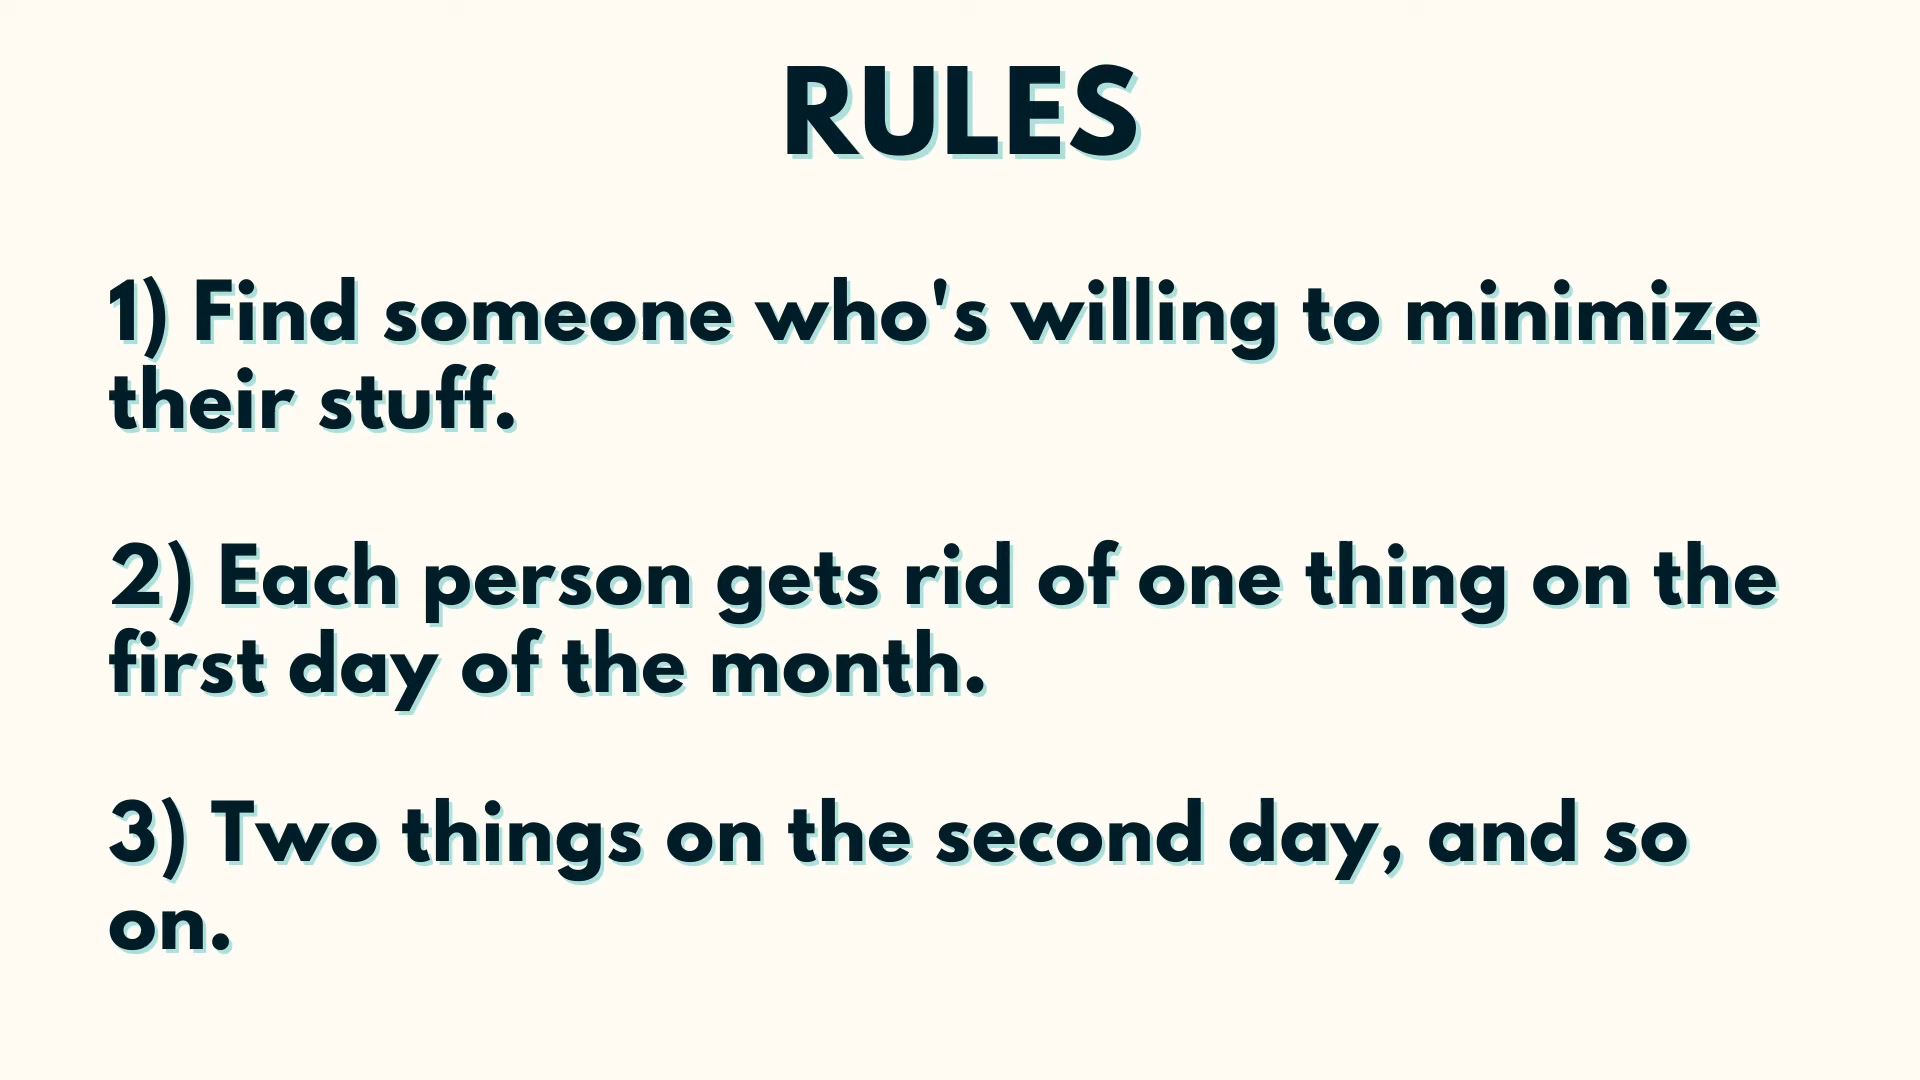 RULES
1) Find someone who's willing to minimize
their stuff.
2) Each person gets rid of one thing on the
first day of the month.
3) Two things on the second day, and so
on.